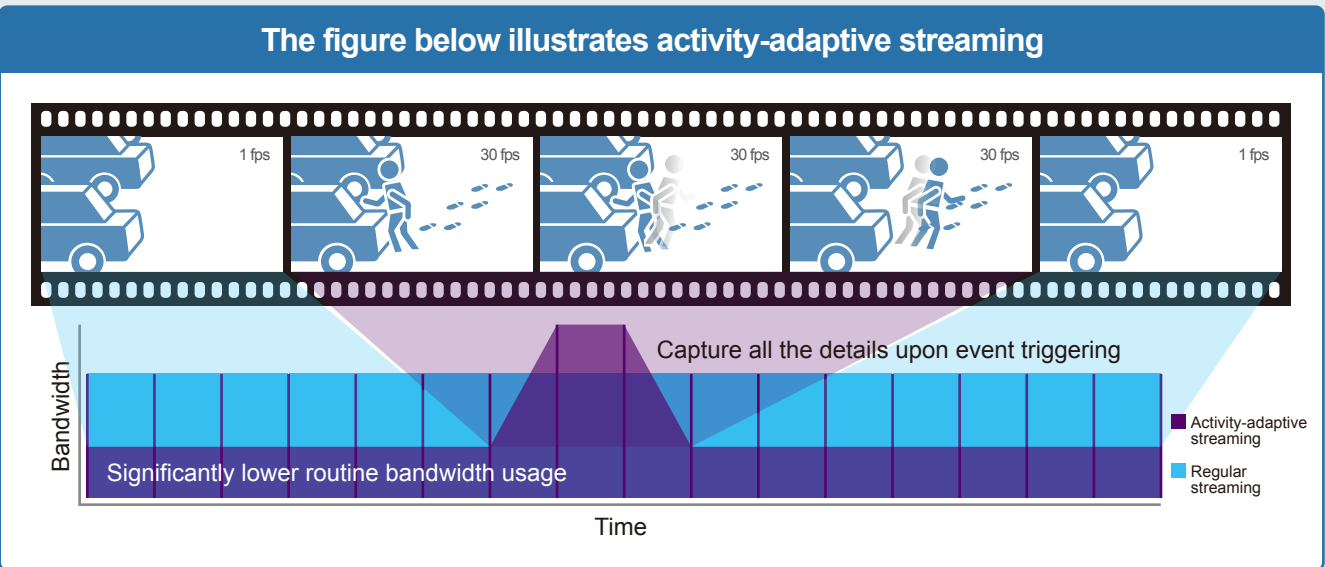 The figure below illustrates activity-adaptive streaming
1 fps
30 fps
30 fps
30 fps
1 fps
Capture all the details upon event triggering
Bandwidth
Significantly lower routine bandwidth usage
Activity-adaptive
streaming
Regular
streaming
Time